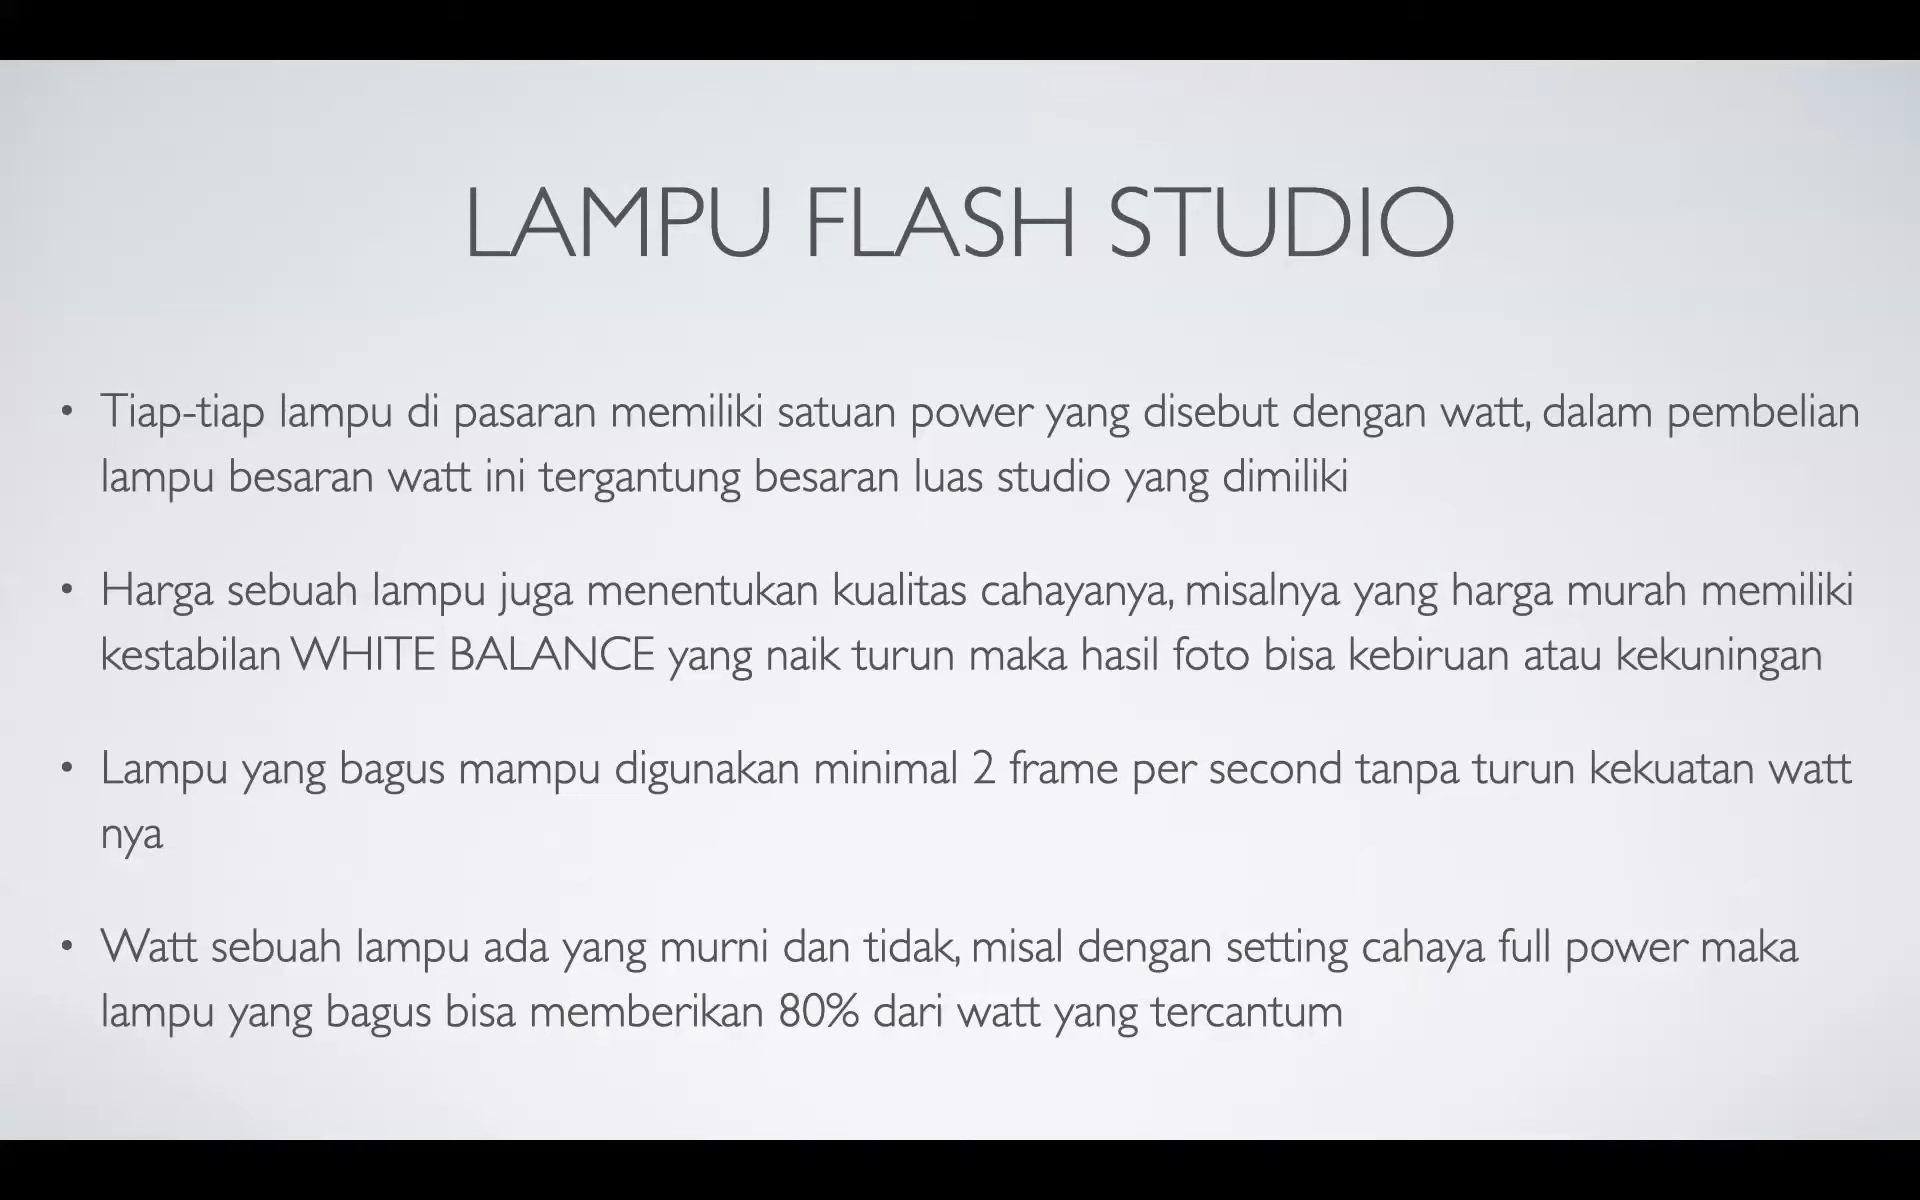 LAMPU FLASH STUDIO
• Tiap-tiap lampu di pasaran memiliki satuan power yang disebut dengan watt, dalam pembelian
lampu besaran watt ini tergantung besaran luas studio yang dimiliki
• Harga sebuah lampu juga menentukan kualitas cahayanya, misalnya yang harga murah memiliki
kestabilan WHITE BALANCE yang naik turun maka hasil foto bisa kebiruan atau kekuningan
• Lampu yang bagus mampu digunakan minimal 2 frame per second tanpa turun kekuatan watt
nya
• Watt sebuah lampu ada yang murni dan tidak, misal dengan setting cahaya full power maka
lampu yang bagus bisa memberikan 80% dari watt yang tercantum